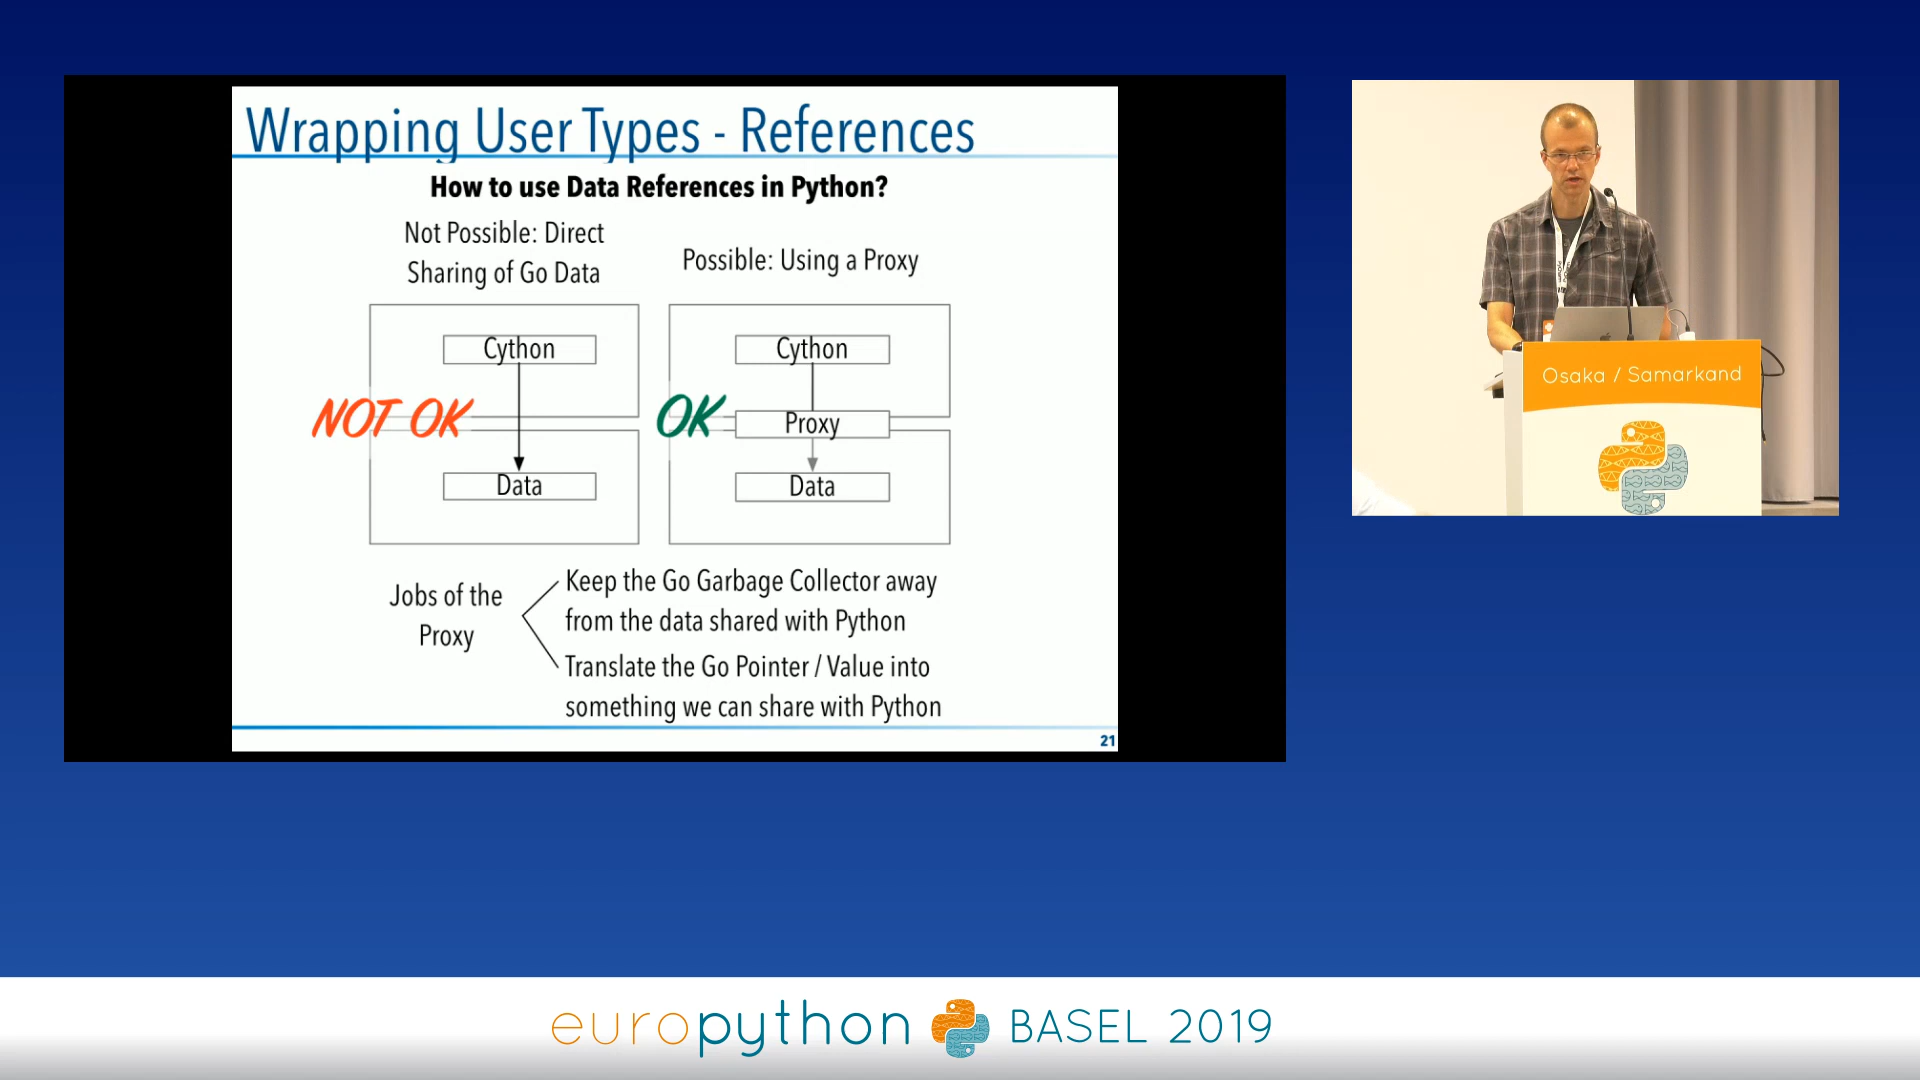 Wrapping User Types - References
How to use Data References in Python?
Not Possible: Direct
Sharing of Go Data
Possible: Using a Proxy
Cython
NOT OK
Data
Cython
OK
Proxy
Data
Jobs of the
Proxy
Keep the Go Garbage Collector away
from the data shared with Python
Translate the Go Pointer / Value into
something we can share with Python
21
Osaka / Samarkand
europython BASEL 2019